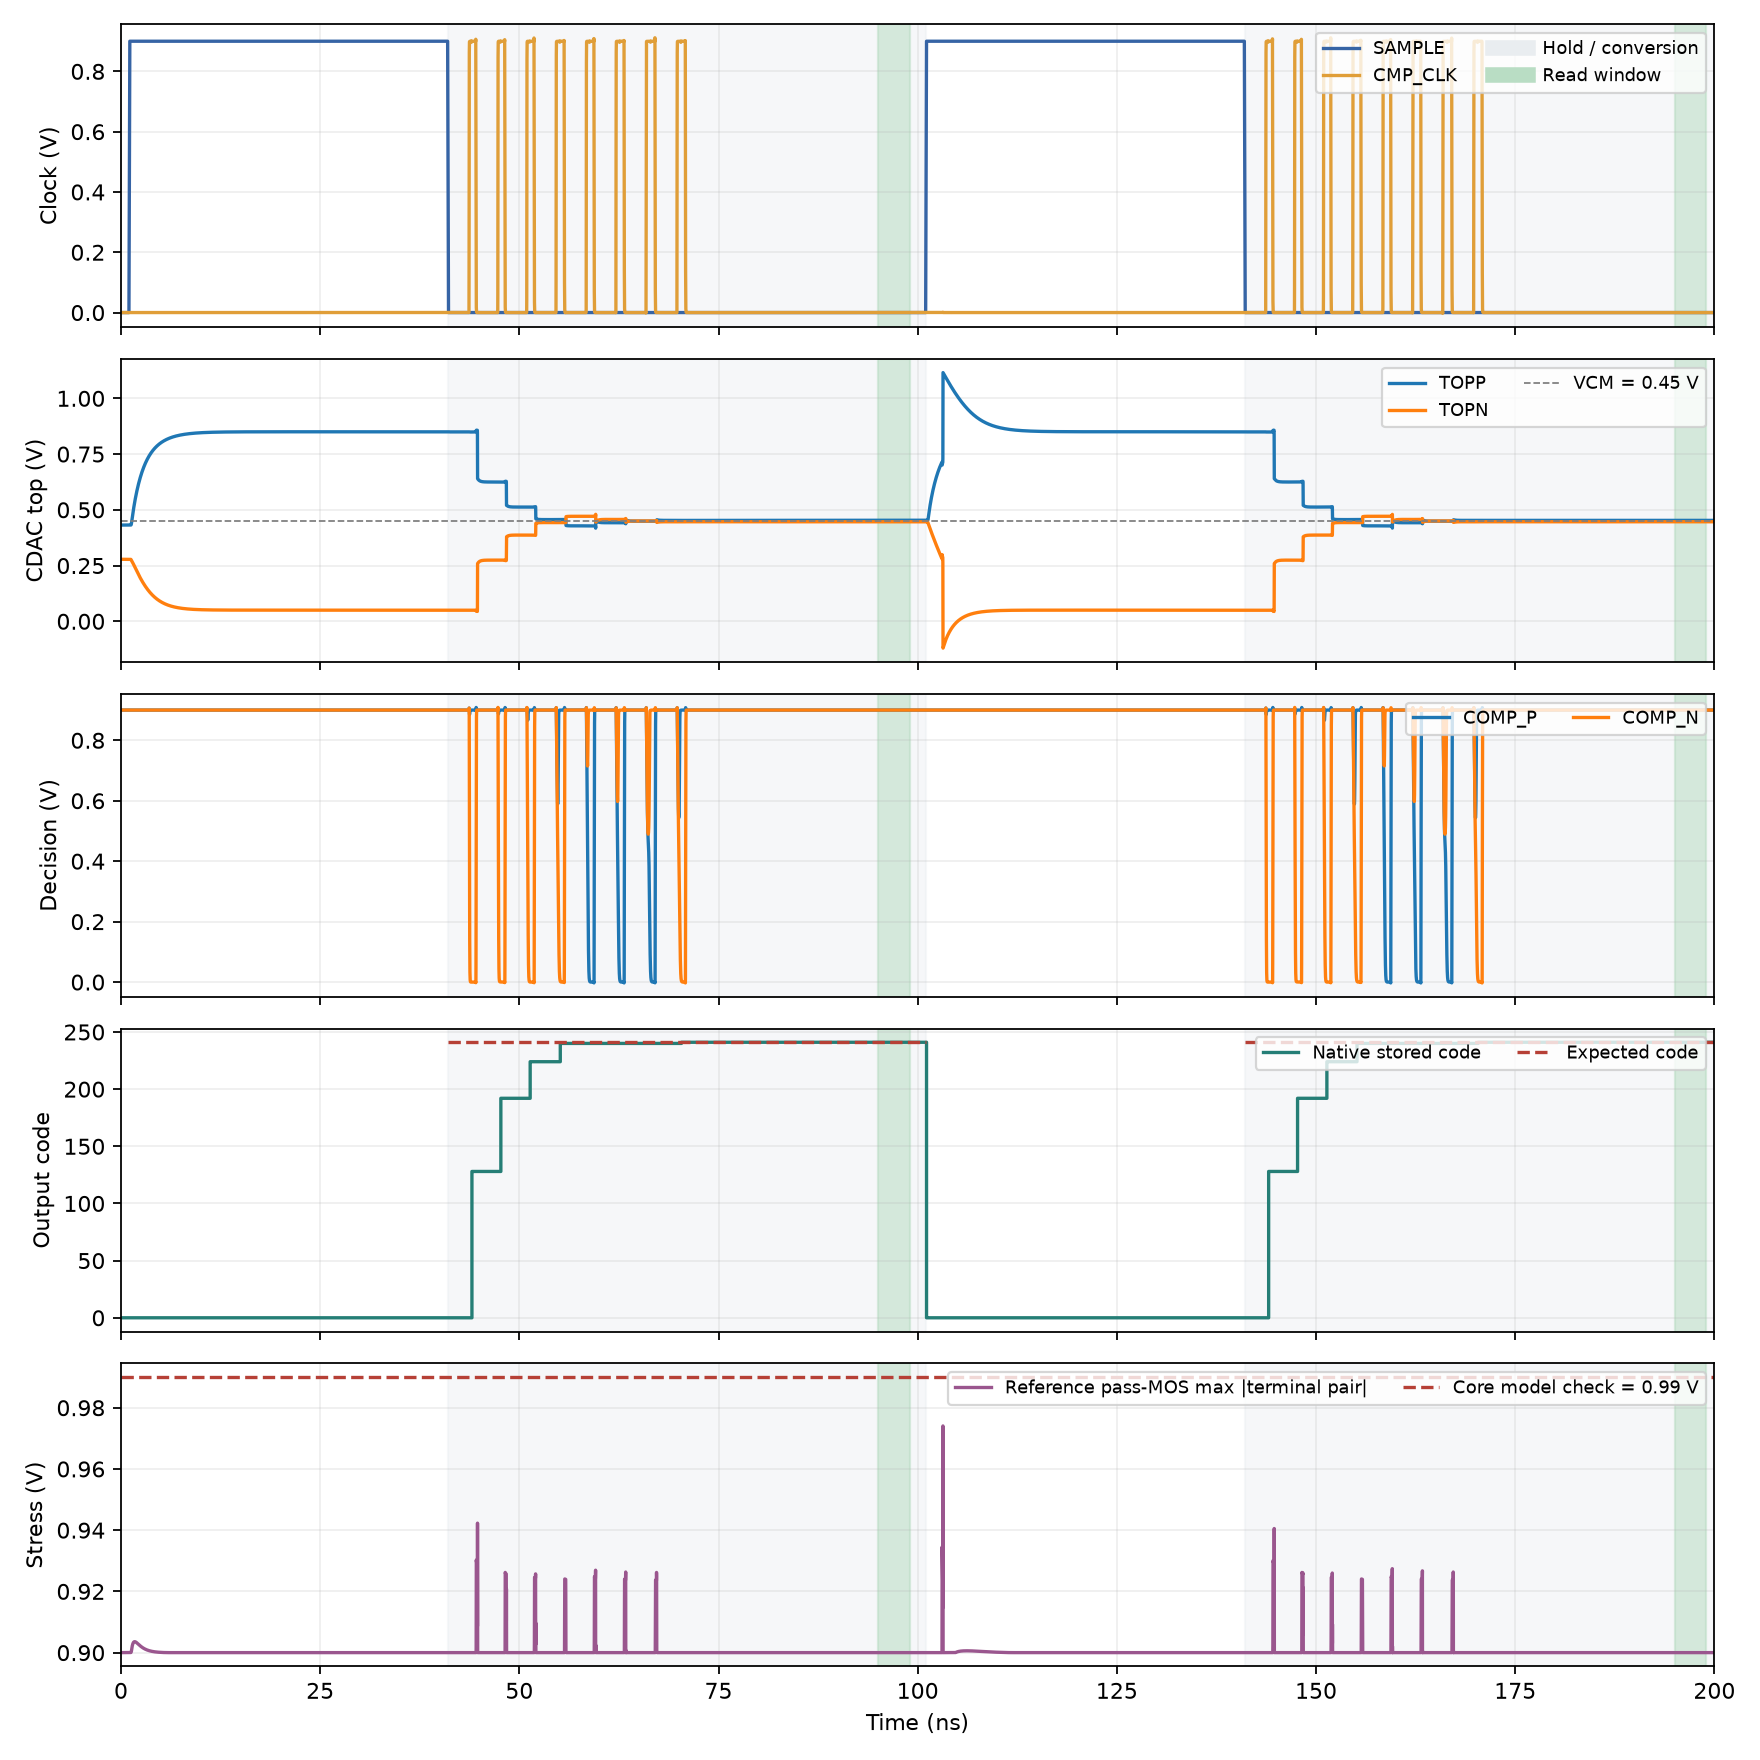 Clock (V)
0.8
0.6
0.4
0.2
0.0
SAMPLE
CMP_CLK
Hold / conversion
Read window
CDAC top (V)
1.00
0.75
0.50
0.25
0.00
TOPP
TOPN
VCM = 0.45 V
Decision (V)
0.8
0.6
0.4
0.2
0.0
COMP_P
COMP_N
Output code
250
200
150
100
50
0
Native stored code
Expected code
Stress (V)
0.98
0.96
0.94
0.92
0.90
Reference pass-MOS max |terminal pair|
Core model check = 0.99 V
0
25
50
75
100
125
150
175
200
Time (ns)